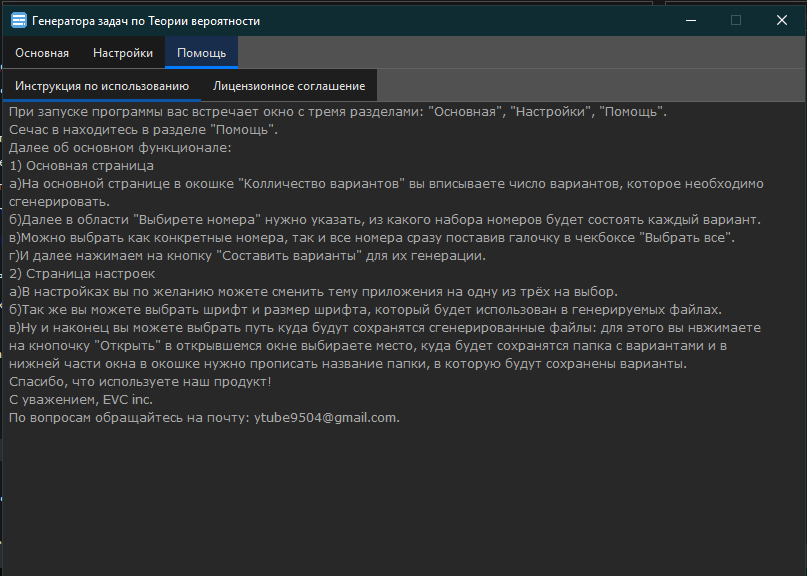 Генератора задач по Теории вероятности
Основная Настройки Помощь
Инструкция по использованию Лицензионное соглашение
При запуске программы вас встречает окно с тремя разделами: "Основная", "Настройки", "Помощь".
Сечас в находитесь в разделе "Помощь".
Далее об основном функционале:
1) Основная страница
а)На основной странице в окошке "Колличество вариантов" вы вписываете число вариантов, которое необходимо
сгенерировать.
б)Далее в области "Выбирете номера" нужно указать, из какого набора номеров будет состоять каждый вариант.
в)Можно выбрать как конкретные номера, так и все номера сразу поставив галочку в чекбоксе "Выбрать все".
г)И далее нажимаем на кнопку "Составить варианты" для их генерации.
2) Страница настроек
а)В настройках вы по желанию можете сменить тему приложения на одну из трёх на выбор.
б)Так же вы можете выбрать шрифт и размер шрифта, который будет использован в генерируемых файлах.
в)Ну и наконец вы можете выбрать путь куда будут сохранятся сгенерированные файлы: для этого вы нвжимаете
на кнопочку "Открыть" в открывшемся окне выбираете место, куда будет сохранятся папка с вариантами и в
нижней части окна в окошке нужно прописать название папки, в которую будут сохранены варианты.
Спасибо, что используете наш продукт!
С уважением, EVC inc.
По вопросам обращайтесь на почту: ytube9504@gmail.com.